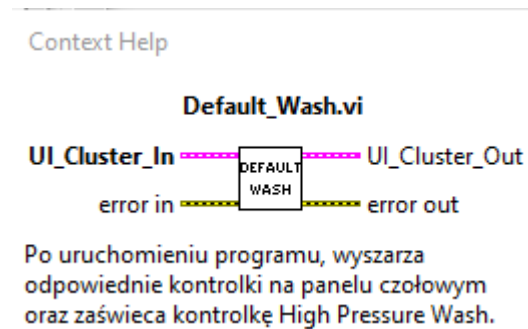 Context Help
Default_Wash.vi
UI_Cluster_In DEFAULT WASH UI_Cluster_Out
error in error out
Po uruchomieniu programu, wyszarza
odpowiednie kontrolki na panelu czołowym
oraz zaświeca kontrolkę High Pressure Wash.